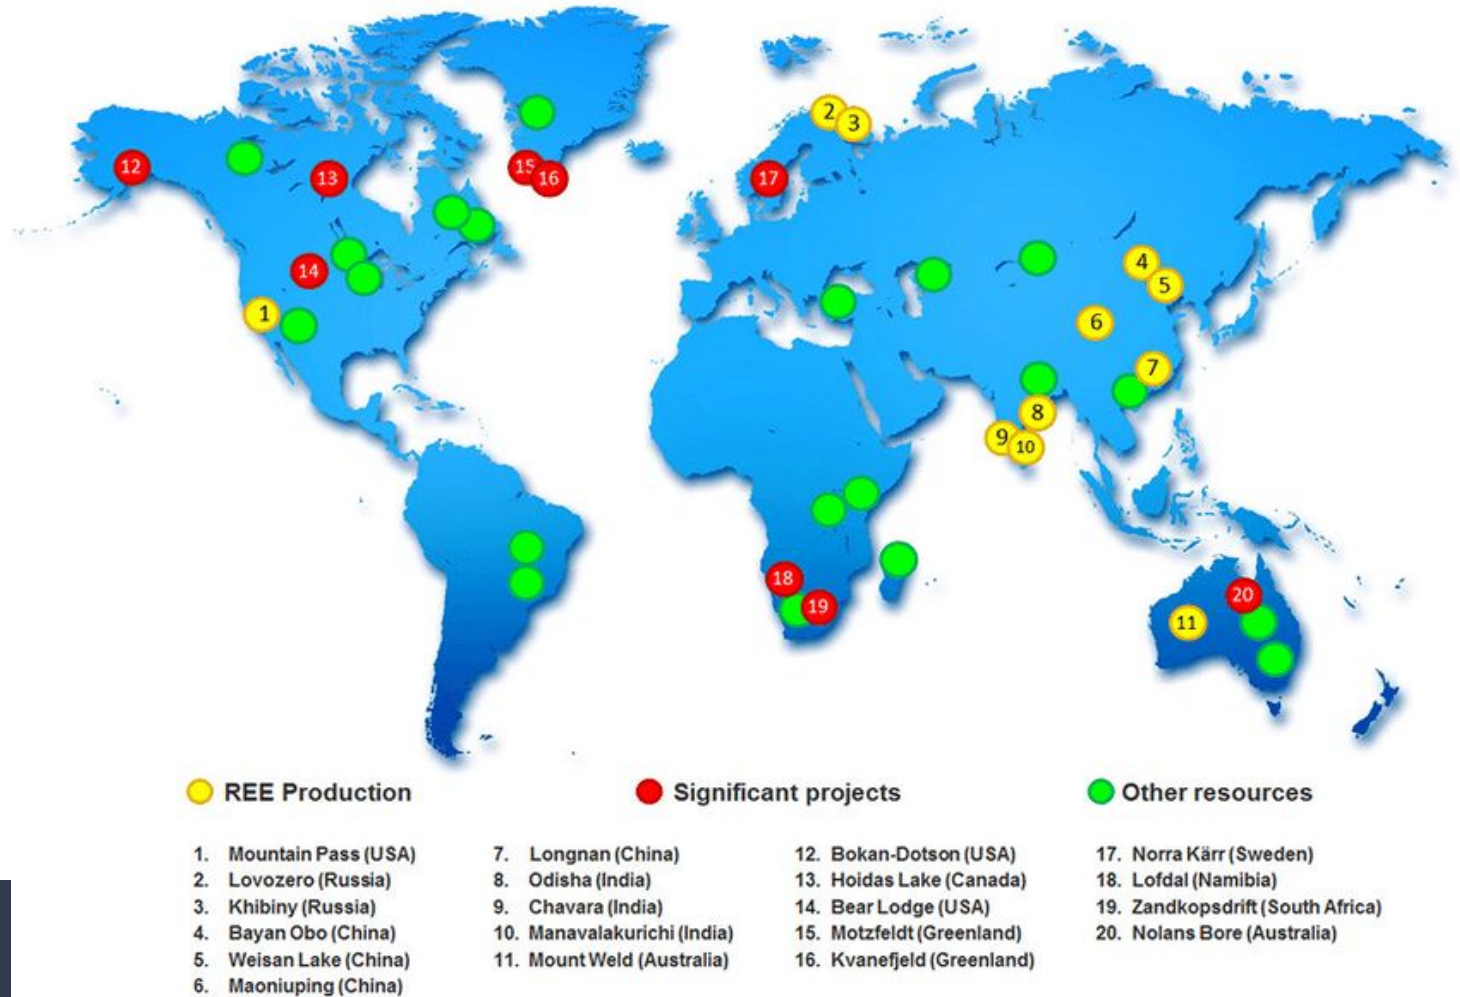 2
3
12
13
15
16
17
14
4
5
1
6
7
8
9
10
18
19
20
11
REE Production
Significant projects
Other resources
1. Mountain Pass (USA)
2. Lovozero (Russia)
3. Khibiny (Russia)
4. Bayan Obo (China)
5. Weisan Lake (China)
6. Maoniuping (China)
7. Longnan (China)
8. Odisha (India)
9. Chavara (India)
10. Manavalakurichi (India)
11. Mount Weld (Australia)
12. Bokan-Dotson (USA)
13. Hoidas Lake (Canada)
14. Bear Lodge (USA)
15. Motzfeldt (Greenland)
16. Kvanefjeld (Greenland)
17. Norra Kärr (Sweden)
18. Lofdal (Namibia)
19. Zandkopsdrift (South Africa)
20. Nolans Bore (Australia)